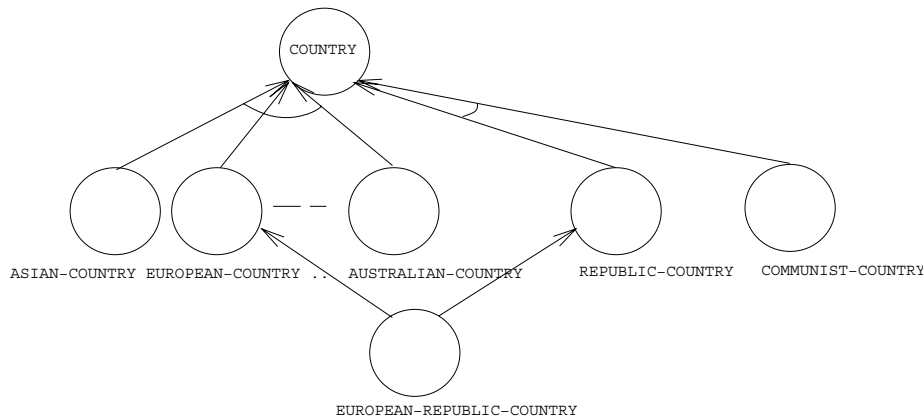 COUNTRY
ASIAN-COUNTRY EUROPEAN-COUNTRY .. AUSTRALIAN-COUNTRY REPUBLIC-COUNTRY COMMUNIST-COUNTRY
EUROPEAN-REPUBLIC-COUNTRY